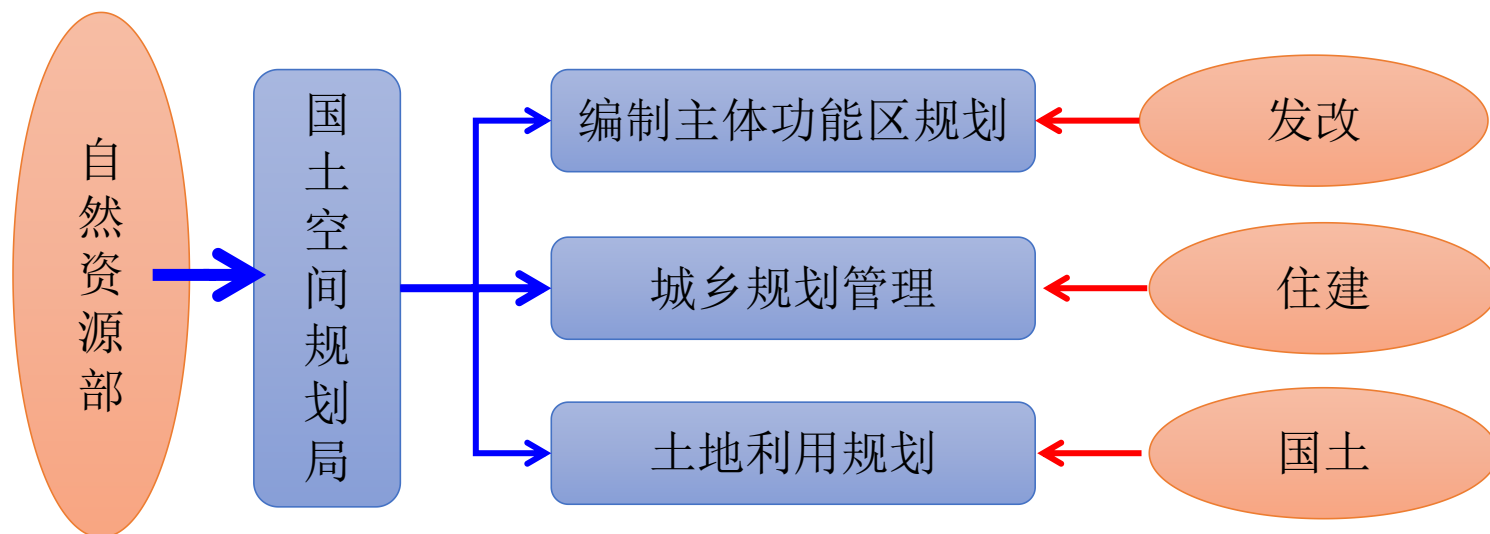 自然资源部
国土空间规划局
编制主体功能区规划
发改
城乡规划管理
住建
土地利用规划
国土